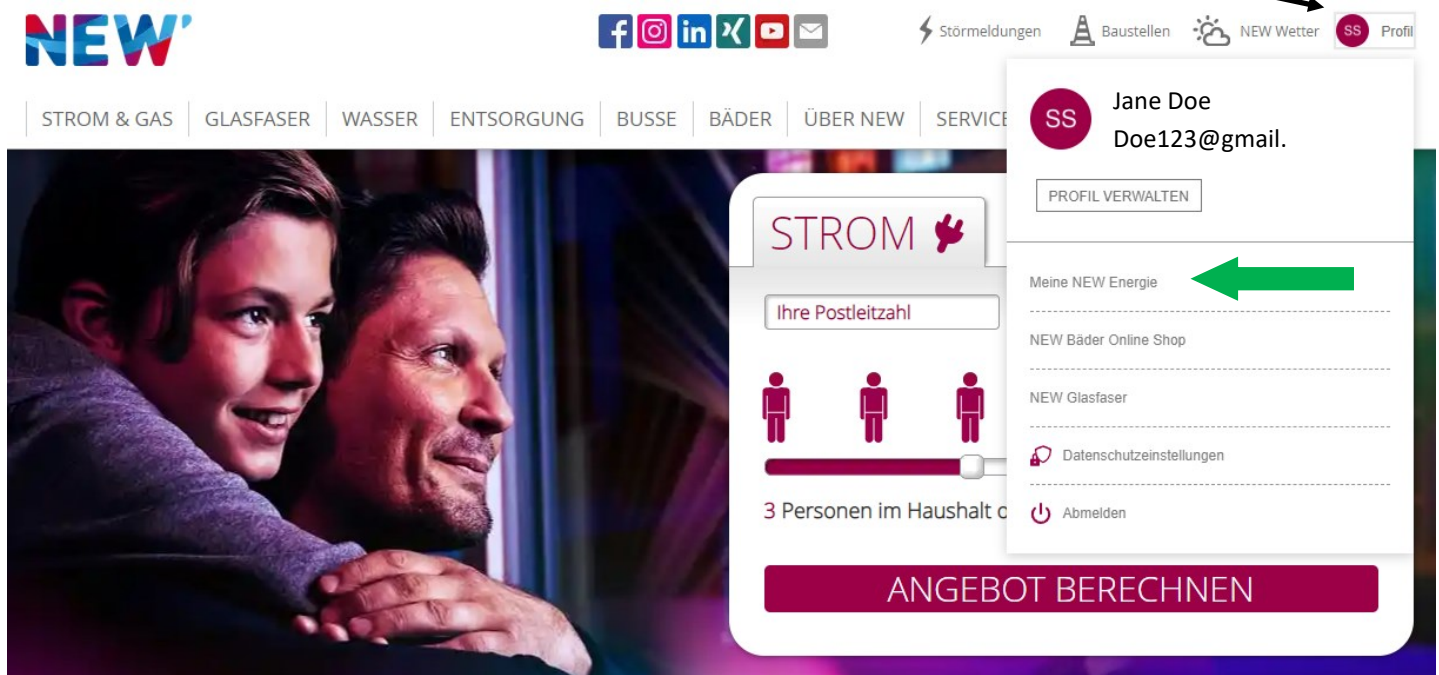 NEW'
Störmeldungen Baustellen NEW Wetter SS Profil
STROM & GAS GLASFASER WASSER ENTSORGUNG BUSSE BÄDER ÜBER NEW SERVICE
SS Jane Doe
Doe123@gmail.
PROFIL VERWALTEN
Meine NEW Energie
NEW Bäder Online Shop
NEW Glasfaser
Datenschutzeinstellungen
Abmelden
STROM
Ihre Postleitzahl
3 Personen im Haushalt
ANGEBOT BERECHNEN